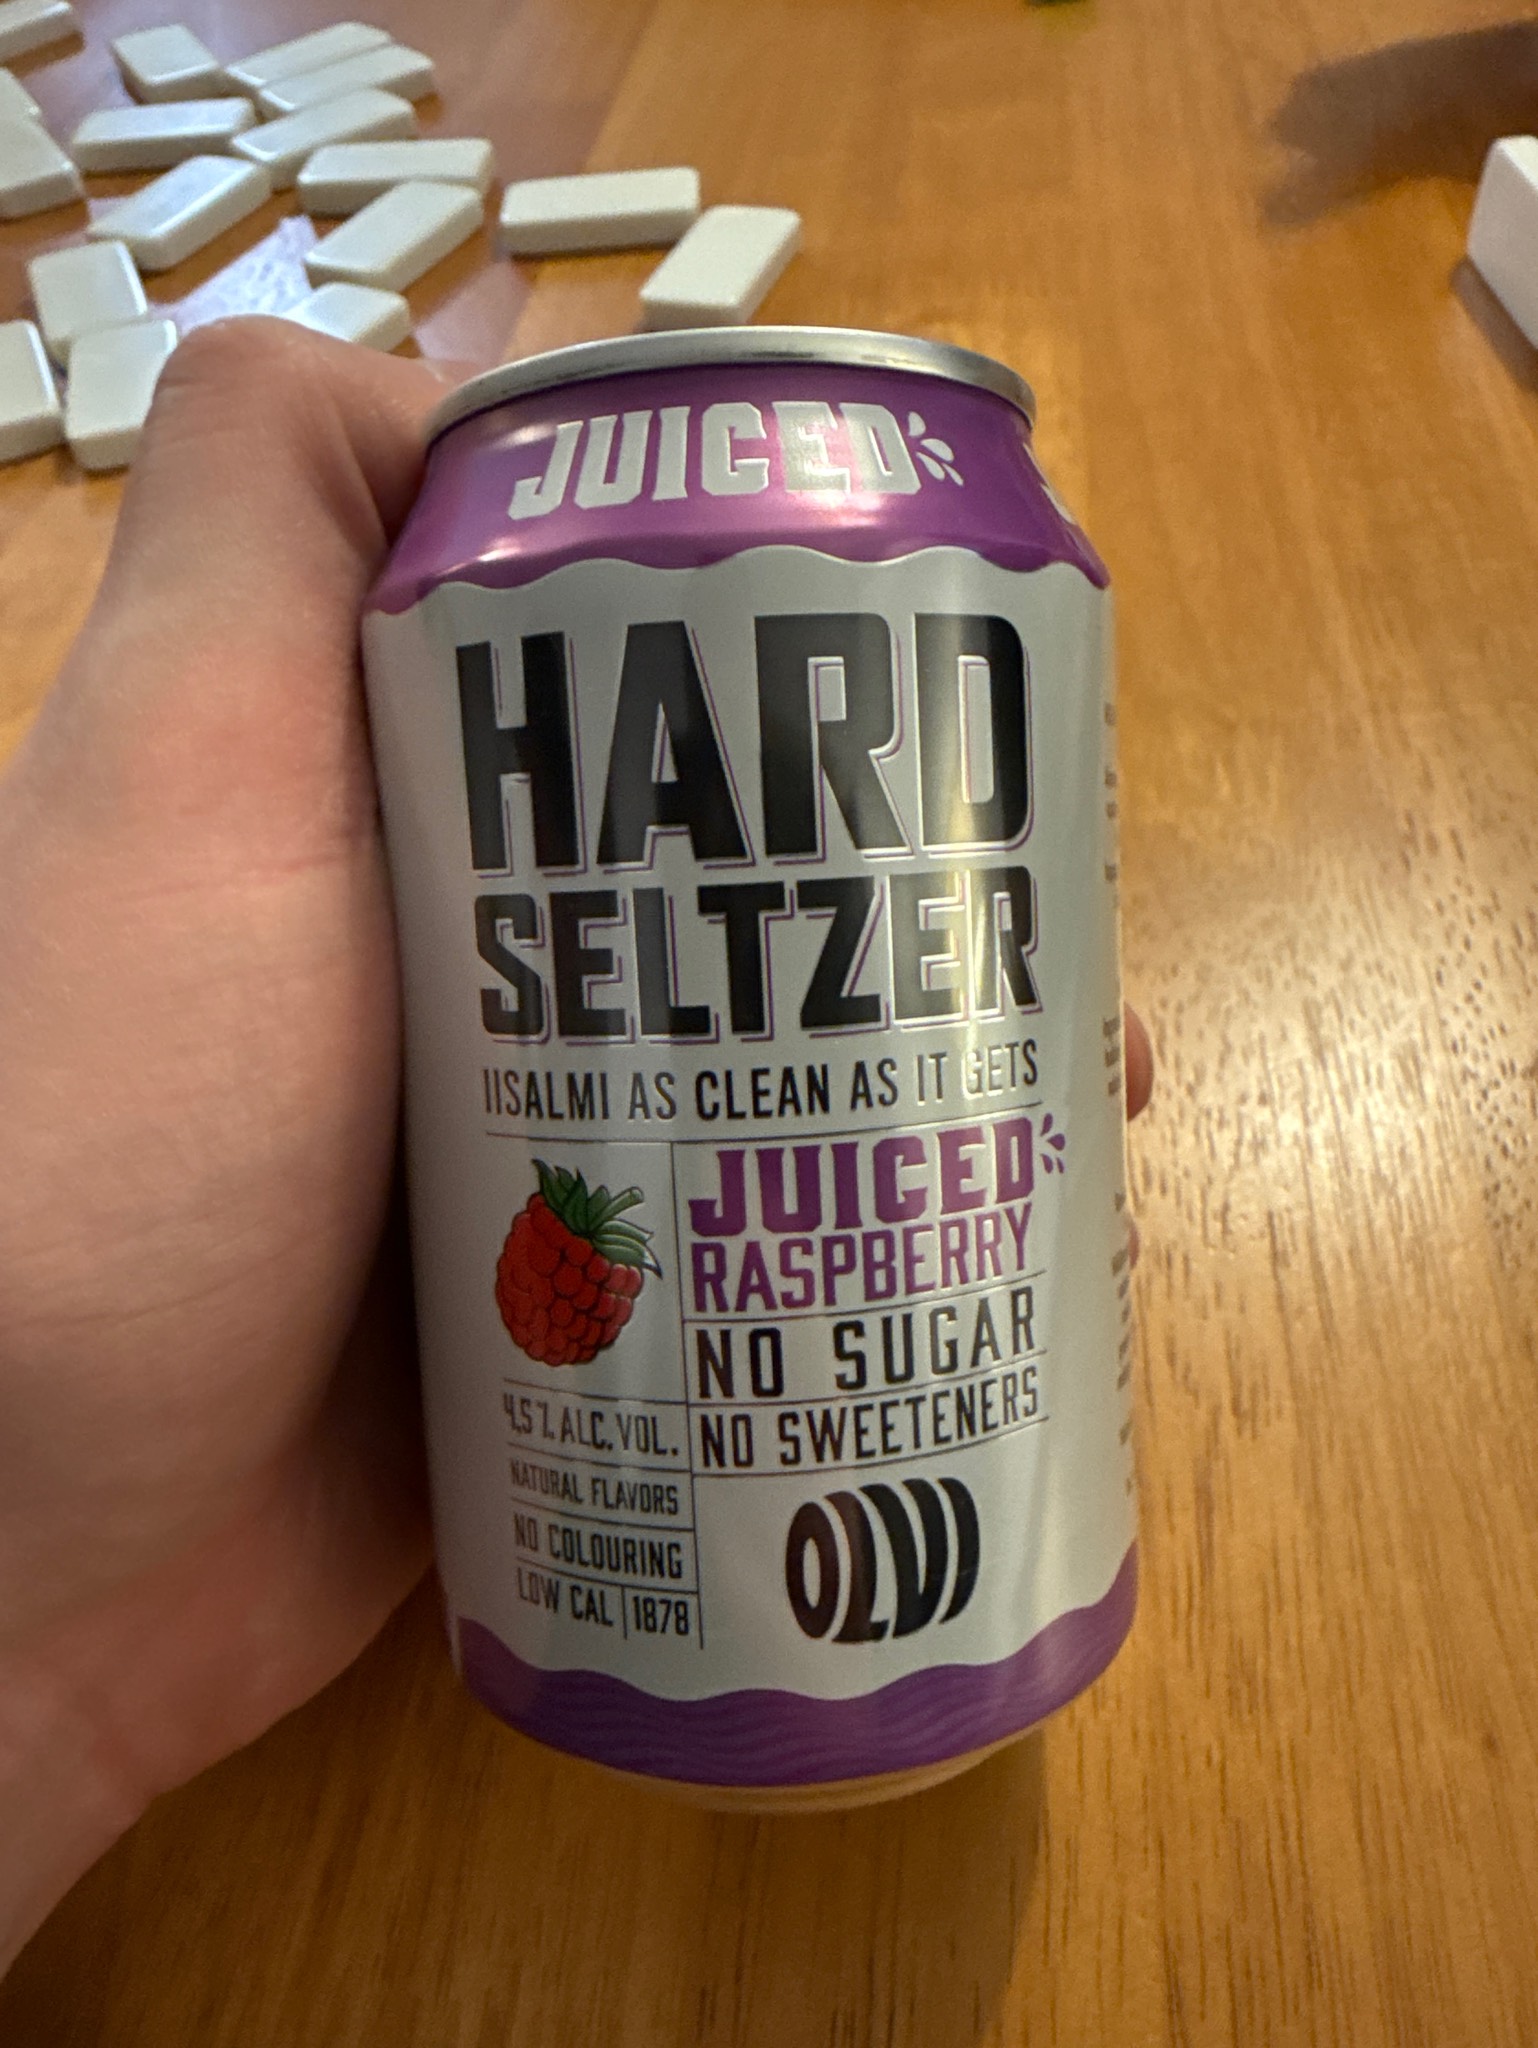 JUICED
HARD
SELTZER
IISALMI AS CLEAN AS IT GETS
JUICED
RASPBERRY
NO SUGAR
NO SWEETENERS
4,5 % ALC. VOL.
NATURAL FLAVORS
NO COLOURING
LOW CAL 1878
OLVI